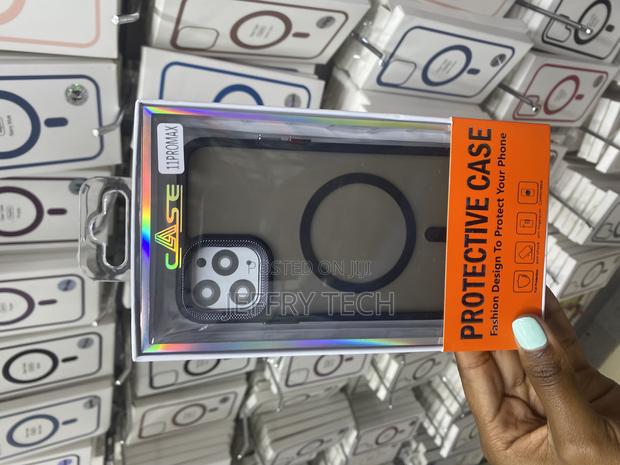 11PROMAX
CASE
PROTECTIVE CASE
Fashion Design To Protect Your Phone
POSTED ON JIJI
JEFFRY TECH